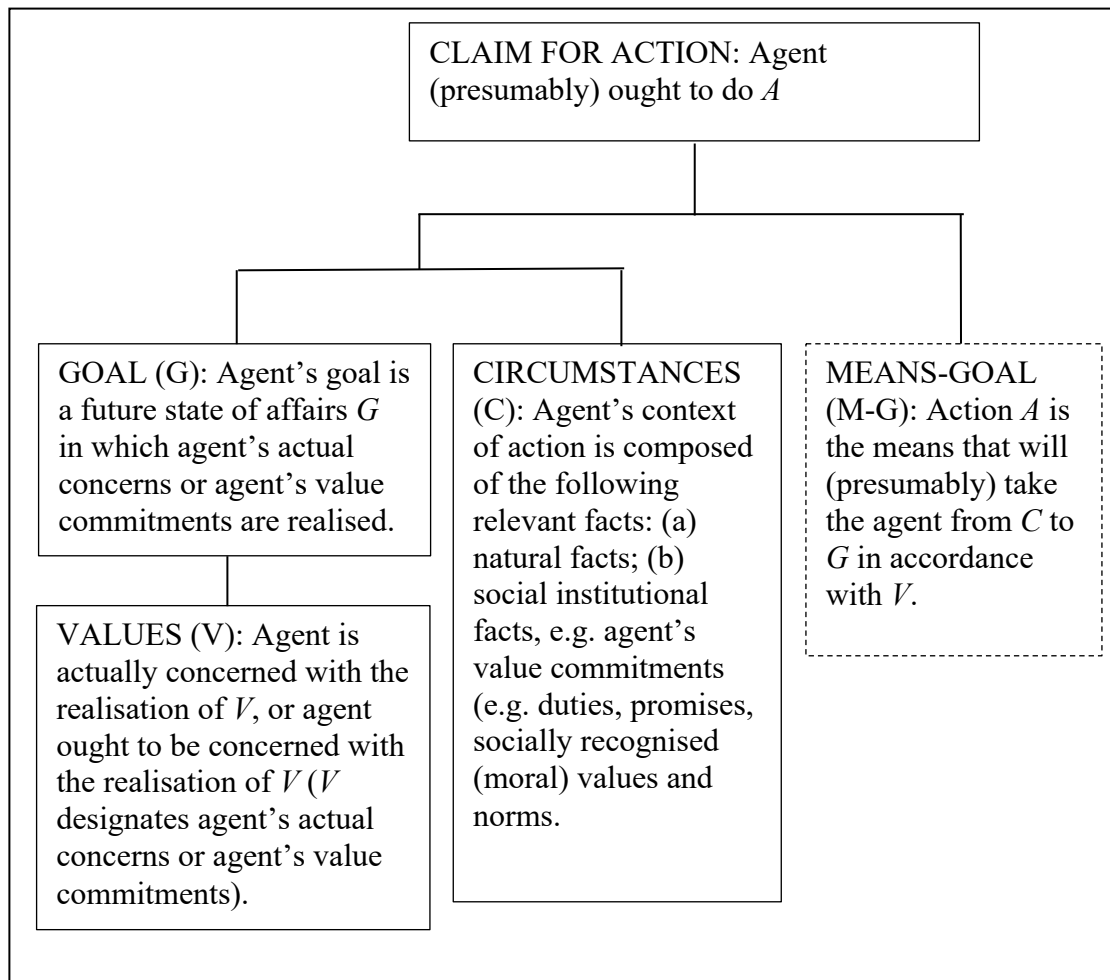 CLAIM FOR ACTION: Agent
(presumably) ought to do A
GOAL (G): Agent’s goal is
a future state of affairs G
in which agent’s actual
concerns or agent’s value
commitments are realised.
VALUES (V): Agent is
actually concerned with the
realisation of V, or agent
ought to be concerned with
the realisation of V (V
designates agent’s actual
concerns or agent’s value
commitments).
CIRCUMSTANCES
(C): Agent’s context
of action is composed
of the following
relevant facts: (a)
natural facts; (b)
social institutional
facts, e.g. agent’s
value commitments
(e.g. duties, promises,
socially recognised
(moral) values and
norms.
MEANS-GOAL
(M-G): Action A is
the means that will
(presumably) take
the agent from C to
G in accordance
with V.